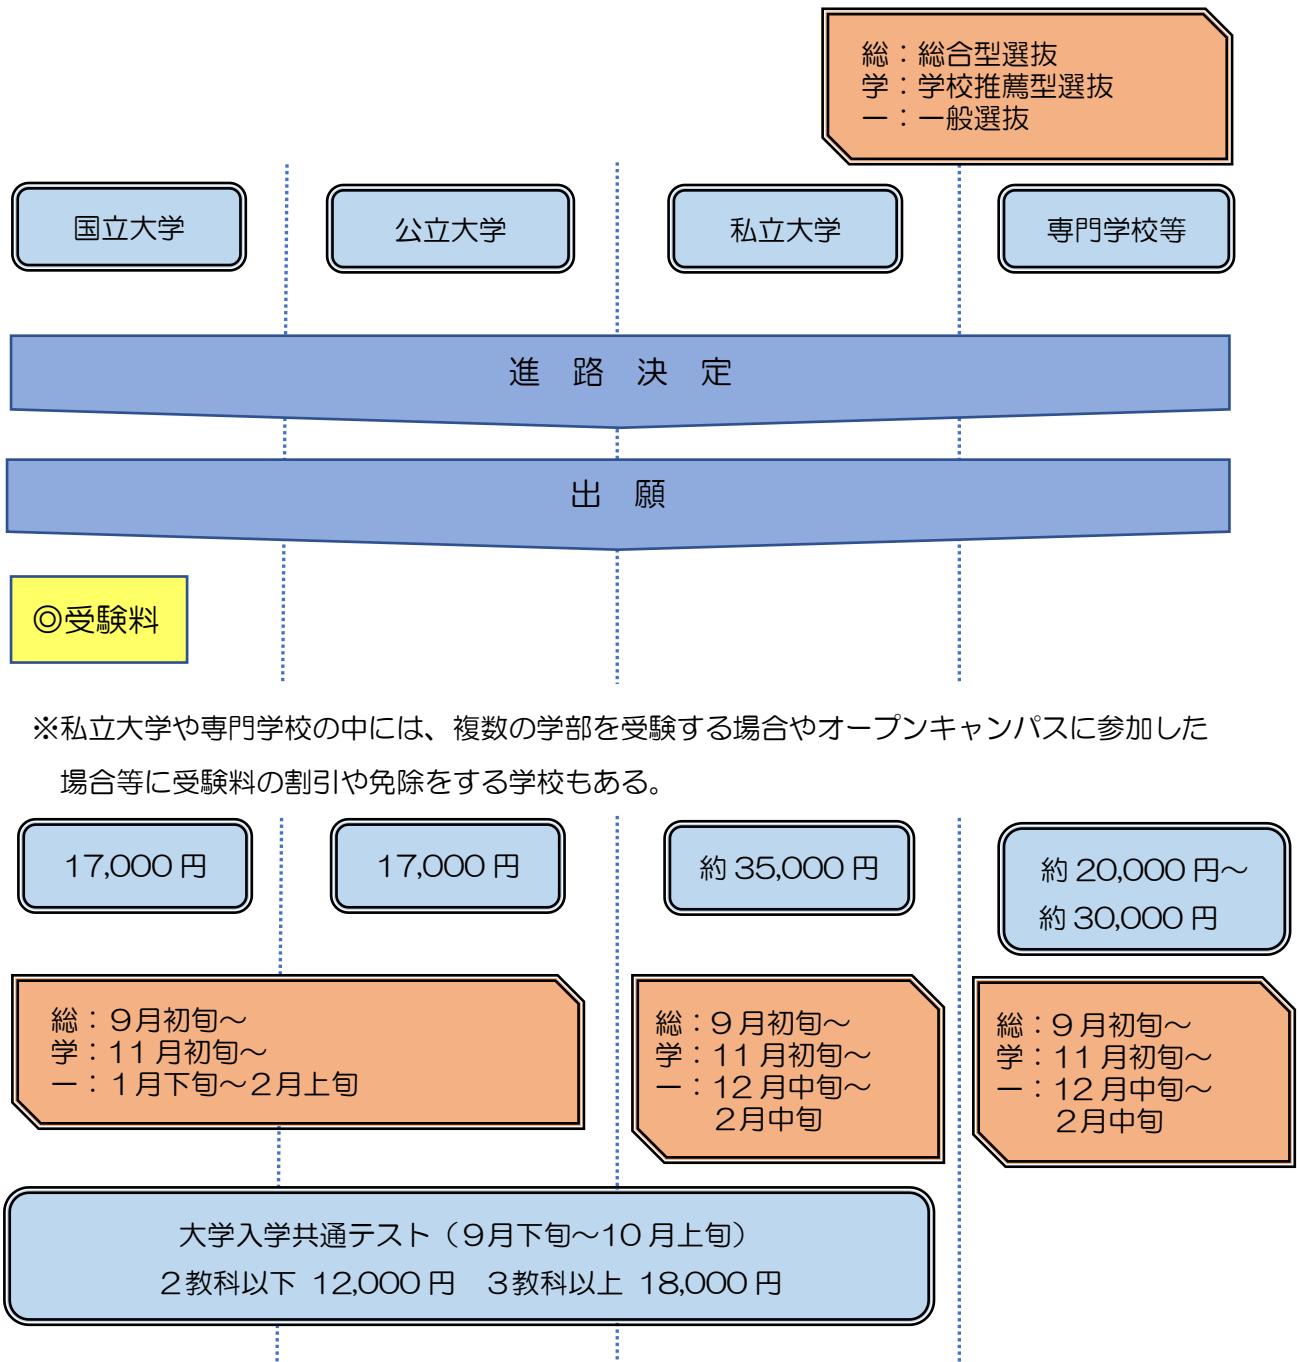 総：総合型選抜
学：学校推薦型選抜
一：一般選抜
国立大学
公立大学
私立大学
専門学校等
進　路　決　定
出　願
◎受験料
※私立大学や専門学校の中には、複数の学部を受験する場合やオープンキャンパスに参加した
場合等に受験料の割引や免除をする学校もある。
17,000 円
17,000 円
約 35,000 円
約 20,000 円～
約 30,000 円
総：９月初旬～
学：11 月初旬～
一：１月下旬～２月上旬
総：９月初旬～
学：11 月初旬～
一：12 月中旬～
２月中旬
総：９月初旬～
学：11 月初旬～
一：12 月中旬～
２月中旬
大学入学共通テスト（９月下旬～10 月上旬）
２教科以下 12,000 円　３教科以上 18,000 円